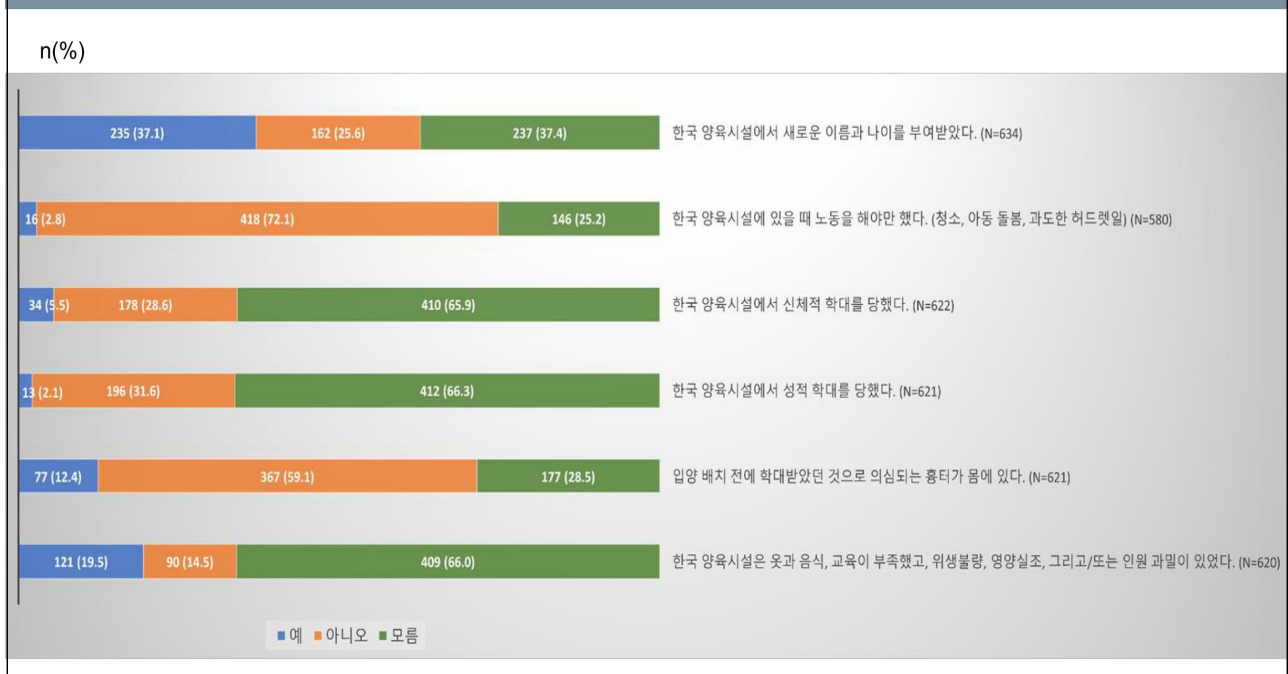 n(%)
235 (37.1) 162 (25.6) 237 (37.4) 한국 양육시설에서 새로운 이름과 나이를 부여받았다. (N=634)
16 (2.8) 418 (72.1) 146 (25.2) 한국 양육시설에 있을 때 노동을 해야만 했다. (청소, 아동 돌봄, 과도한 허드렛일) (N=580)
34 (5.5) 178 (28.6) 410 (65.9) 한국 양육시설에서 신체적 학대를 당했다. (N=622)
13 (2.1) 196 (31.6) 412 (66.3) 한국 양육시설에서 성적 학대를 당했다. (N=621)
77 (12.4) 367 (59.1) 177 (28.5) 입양 배치 전에 학대받았던 것으로 의심되는 흉터가 몸에 있다. (N=621)
121 (19.5) 90 (14.5) 409 (66.0) 한국 양육시설은 옷과 음식, 교육이 부족했고, 위생불량, 영양실조, 그리고/또는 인원 과밀이 있었다. (N=620)
예 아니오 모름